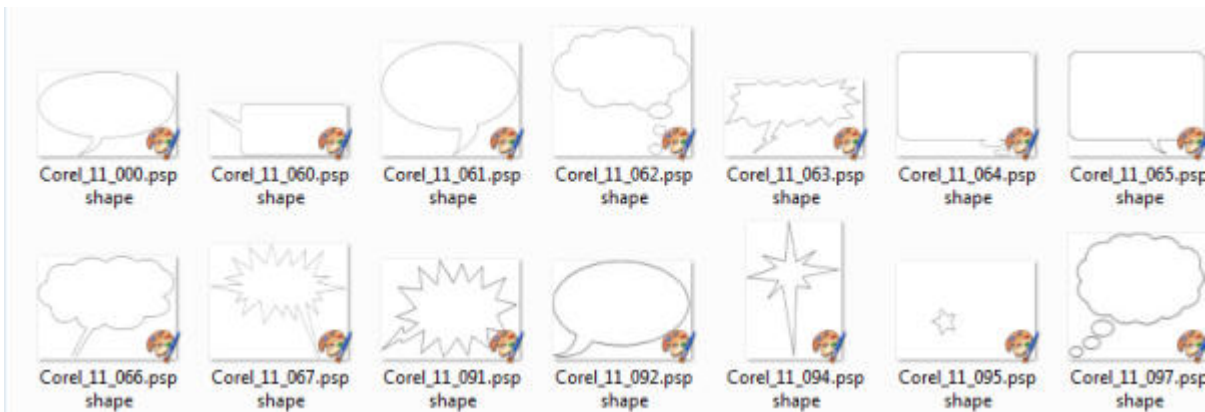 Corel_11_000.psp shape
Corel_11_060.psp shape
Corel_11_061.psp shape
Corel_11_062.psp shape
Corel_11_063.psp shape
Corel_11_064.psp shape
Corel_11_065.psp shape
Corel_11_066.psp shape
Corel_11_067.psp shape
Corel_11_091.psp shape
Corel_11_092.psp shape
Corel_11_094.psp shape
Corel_11_095.psp shape
Corel_11_097.psp shape